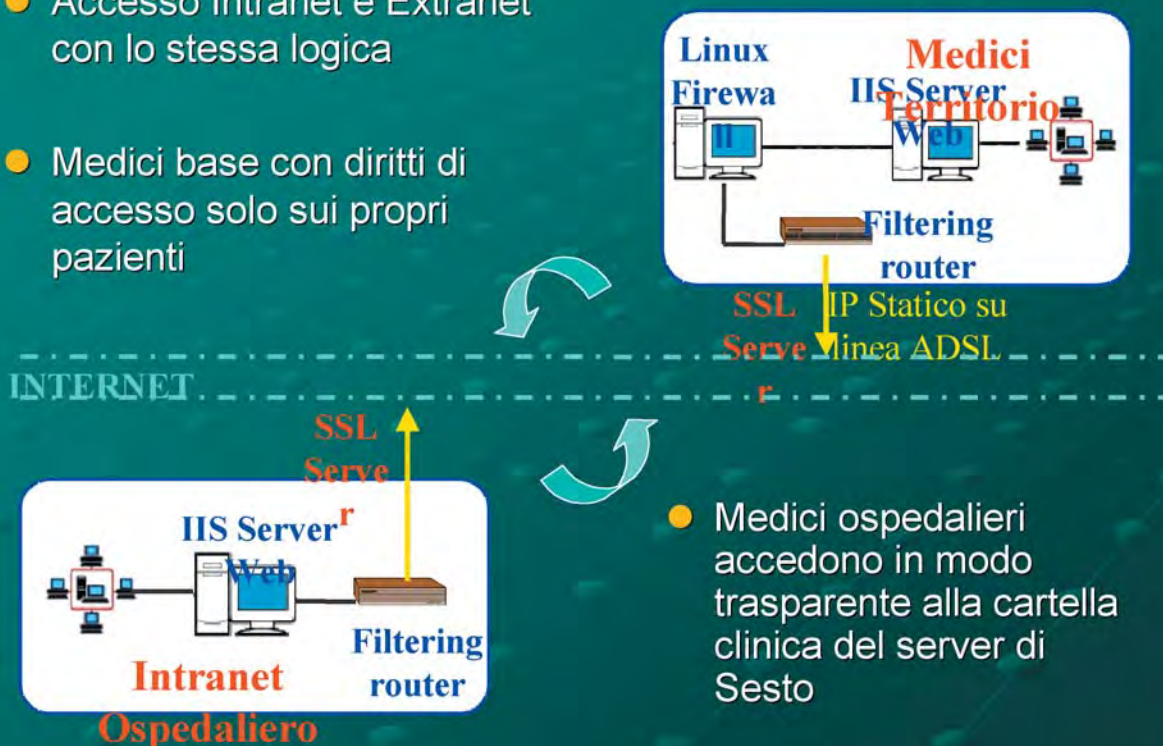 Accesso Intranet e Extranet
con lo stessa logica
Medici base con diritti di
accesso solo sui propri
pazienti
Linux
Firewa
ll
IIS Server
Web
Medici
Territorio
Filtering
router
SSL
Serve
r
IP Statico su
linea ADSL
INTERNET
SSL
Serve
r
IIS Server
Web
Filtering
router
Intranet
Ospedaliero
Medici ospedalieri
accedono in modo
trasparente alla cartella
clinica del server di
Sesto